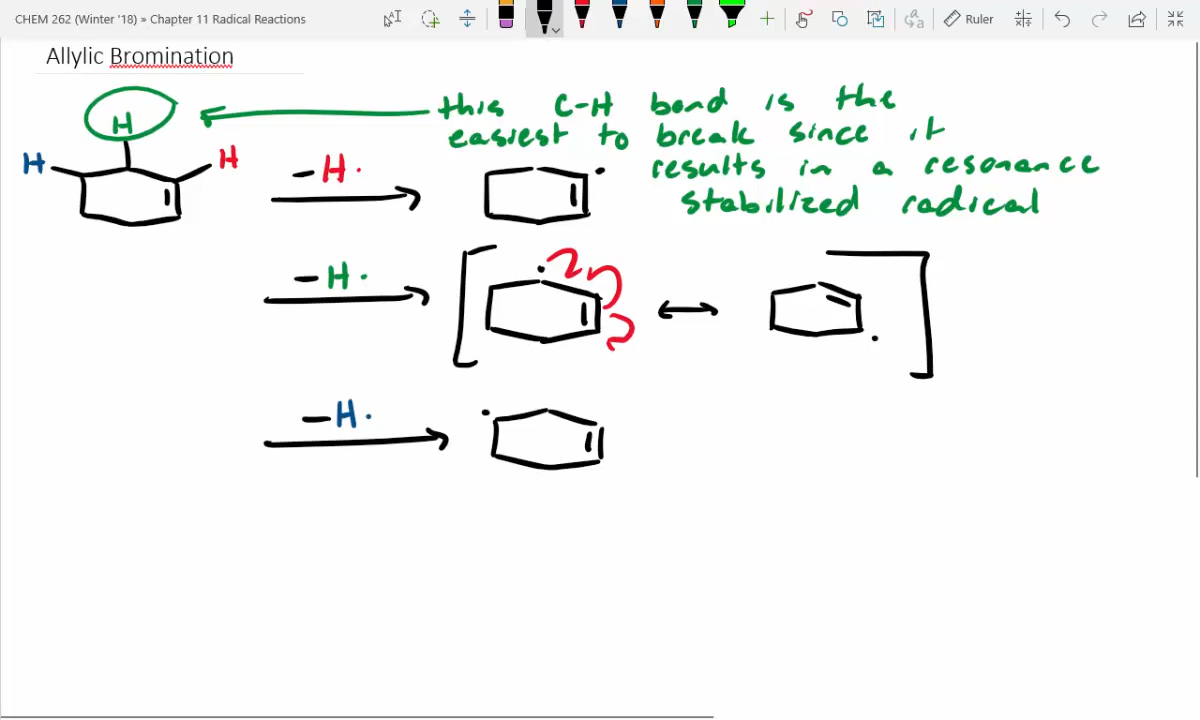 CHEM 262 (Winter '18) » Chapter 11 Radical Reactions
Ruler
Allylic Bromination
this C-H bond is the
easiest to break since it
results in a resonance
stabilized radical
H
H
H
-H·
-H·
-H·